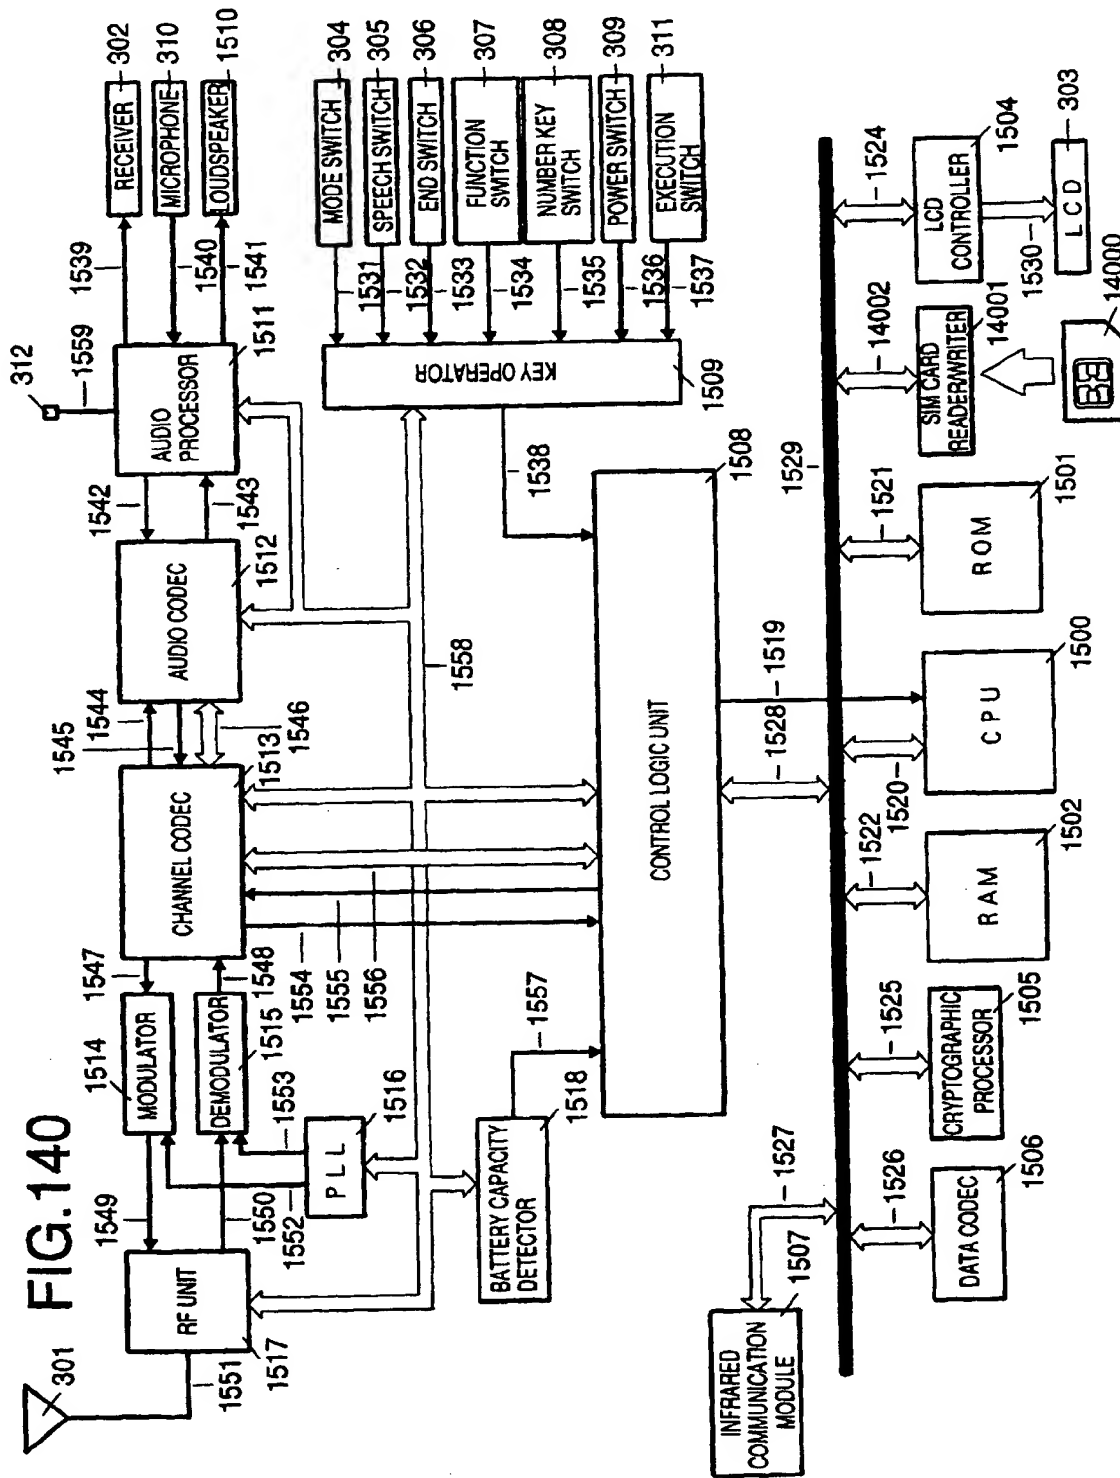 FIG.140
301
1551
RF UNIT
1517
1549
1550
1552
1553
MODULATOR
1514
DEMODULATOR
1515
PLL
1516
1547
1548
CHANNEL CODEC
1513
1545
1544
1546
AUDIO CODEC
1512
1542
1543
AUDIO
PROCESSOR
1511
312
1559
1539
1540
1541
RECEIVER
302
MICROPHONE
310
LOUDSPEAKER
1510
MODE SWITCH
304
SPEECH SWITCH
305
END SWITCH
306
FUNCTION
SWITCH
307
NUMBER KEY
SWITCH
308
POWER SWITCH
309
EXECUTION
SWITCH
311
1531
1532
1533
1534
1535
1536
1537
KEY OPERATOR
1509
1538
1558
1554
1555
1556
BATTERY CAPACITY
DETECTOR
1518
1557
CONTROL LOGIC UNIT
1508
1528
1519
1529
INFRARED
COMMUNICATION
MODULE
1507
1527
1526
DATA CODEC
1506
1525
CRYPTOGRAPHIC
PROCESSOR
1505
1522
RAM
1502
1520
CPU
1500
1521
ROM
1501
14002
SIM CARD
READER/WRITER
14001
14000
1524
LCD
CONTROLLER
1504
1530
LCD
303